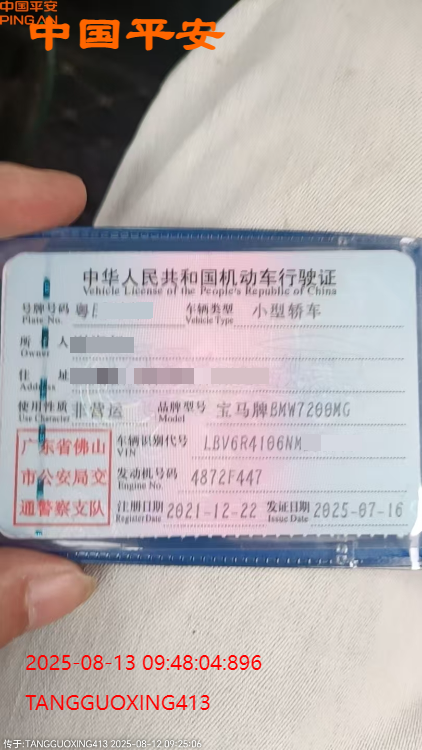 中国平安
PINGAN
中国平安
中华人民共和国机动车行驶证
Vehicle License of the People's Republic of China
号牌号码 粤E 车辆类型 小型轿车
Plate No. Vehicle Type
所有人
Owner
住址
Address
使用性质 非营运 品牌型号 宝马牌BMW7200MG
Use Character Model
广东省佛山
市公安局交
通警察支队
车辆识别代号 LBV6R4106NM
VIN
发动机号码 4872F447
Engine No.
注册日期 2021-12-22 发证日期 2025-07-16
Register Date Issue Date
2025-08-13 09:48:04:896
TANGGUOXING413
传于:TANGGUOXING413 2025-08-12 09:25:06